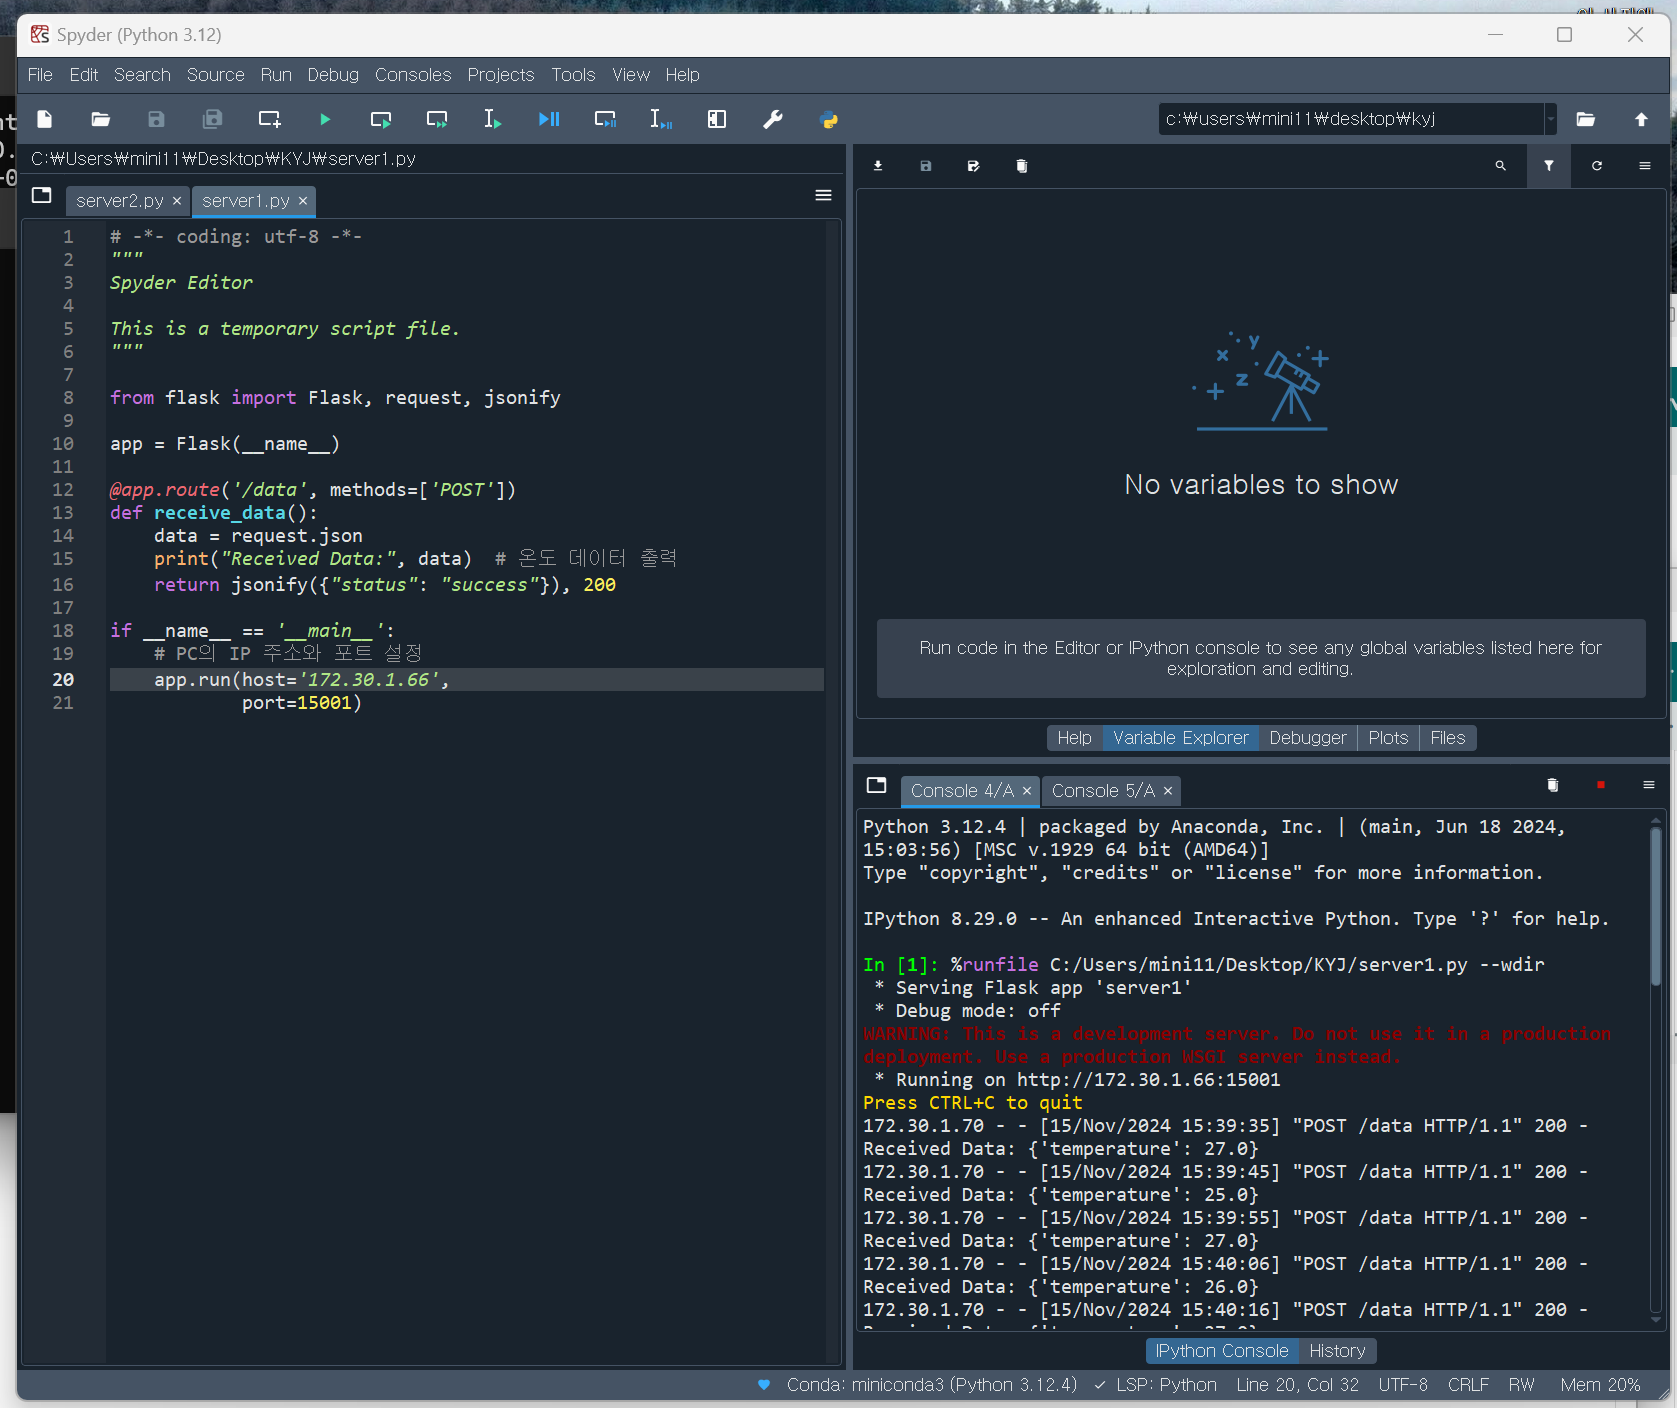 Spyder (Python 3.12)
File Edit Search Source Run Debug Consoles Projects Tools View Help
c:₩users₩mini11₩desktop₩kyj
C:₩Users₩mini11₩Desktop₩KYJ₩server1.py
server2.py × server1.py ×
1 # -*- coding: utf-8 -*-
2 """
3 Spyder Editor
4
5 This is a temporary script file.
6 """
7
8 from flask import Flask, request, jsonify
9
10 app = Flask(__name__)
11
12 @app.route('/data', methods=['POST'])
13 def receive_data():
14     data = request.json
15     print("Received Data:", data)  # 온도 데이터 출력
16     return jsonify({"status": "success"}), 200
17
18 if __name__ == '__main__':
19     # PC의 IP 주소와 포트 설정
20     app.run(host='172.30.1.66',
21             port=15001)
x y z
No variables to show
Run code in the Editor or IPython console to see any global variables listed here for
exploration and editing.
Help Variable Explorer Debugger Plots Files
Console 4/A × Console 5/A ×
Python 3.12.4 | packaged by Anaconda, Inc. | (main, Jun 18 2024,
15:03:56) [MSC v.1929 64 bit (AMD64)]
Type "copyright", "credits" or "license" for more information.
IPython 8.29.0 -- An enhanced Interactive Python. Type '?' for help.
In [1]: %runfile C:/Users/mini11/Desktop/KYJ/server1.py --wdir
 * Serving Flask app 'server1'
 * Debug mode: off
WARNING: This is a development server. Do not use it in a production
deployment. Use a production WSGI server instead.
 * Running on http://172.30.1.66:15001
Press CTRL+C to quit
172.30.1.70 - - [15/Nov/2024 15:39:35] "POST /data HTTP/1.1" 200 -
Received Data: {'temperature': 27.0}
172.30.1.70 - - [15/Nov/2024 15:39:45] "POST /data HTTP/1.1" 200 -
Received Data: {'temperature': 25.0}
172.30.1.70 - - [15/Nov/2024 15:39:55] "POST /data HTTP/1.1" 200 -
Received Data: {'temperature': 27.0}
172.30.1.70 - - [15/Nov/2024 15:40:06] "POST /data HTTP/1.1" 200 -
Received Data: {'temperature': 26.0}
172.30.1.70 - - [15/Nov/2024 15:40:16] "POST /data HTTP/1.1" 200 -
IPython Console History
Conda: miniconda3 (Python 3.12.4) ✓ LSP: Python Line 20, Col 32 UTF-8 CRLF RW Mem 20%